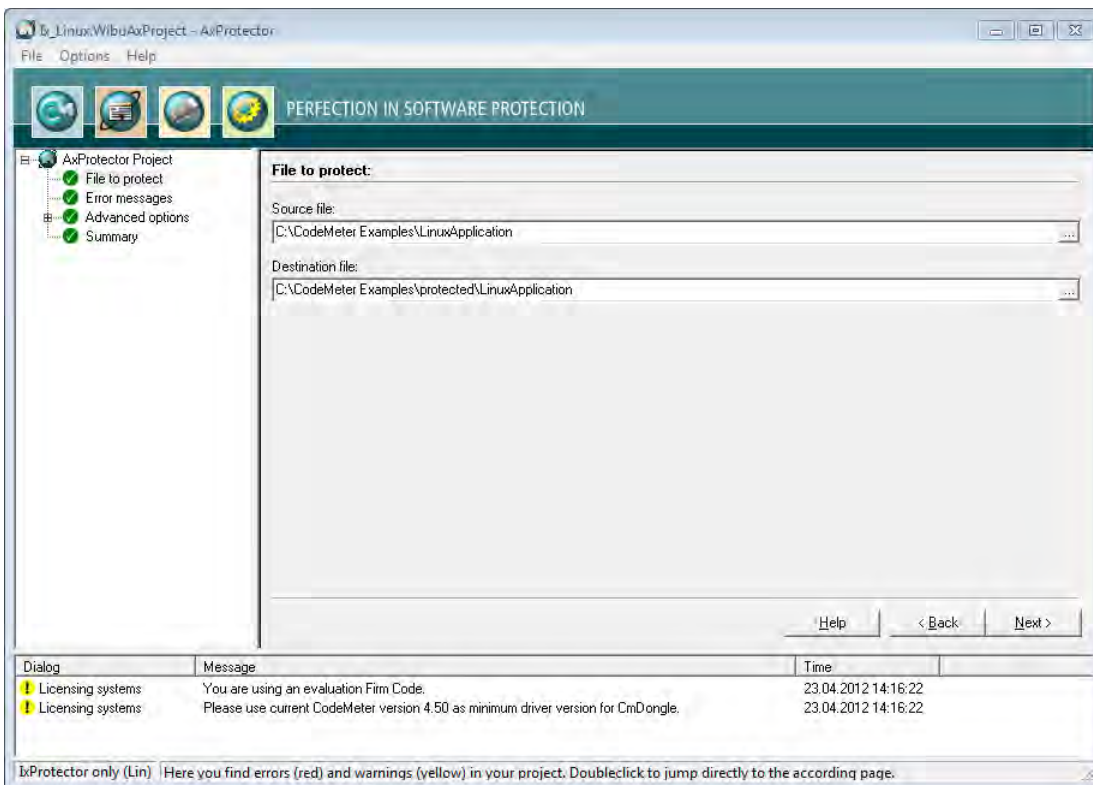 Ix_Linux.WibuAxProject - AxProtector
File Options Help
PERFECTION IN SOFTWARE PROTECTION
AxProtector Project
File to protect
Error messages
Advanced options
Summary
File to protect:
Source file:
C:\CodeMeter Examples\LinuxApplication
...
Destination file:
C:\CodeMeter Examples\protected\LinuxApplication
...
Help < Back Next >
Dialog Message Time
Licensing systems You are using an evaluation Firm Code. 23.04.2012 14:16:22
Licensing systems Please use current CodeMeter version 4.50 as minimum driver version for CmDongle. 23.04.2012 14:16:22
IxProtector only (Lin) Here you find errors (red) and warnings (yellow) in your project. Doubleclick to jump directly to the according page.